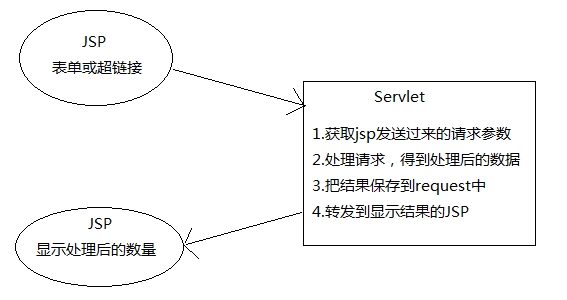 JSP
表单或超链接
Servlet
1.获取jsp发送过来的请求参数
2.处理请求，得到处理后的数据
3.把结果保存到request中
4.转发到显示结果的JSP
JSP
显示处理后的数量